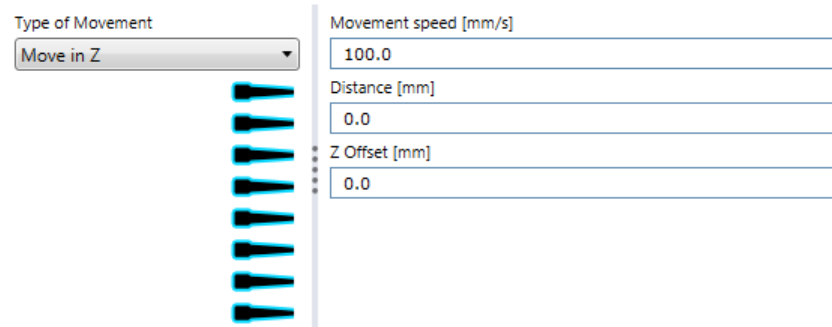 Type of Movement
Move in Z
Movement speed [mm/s]
100.0
Distance [mm]
0.0
Z Offset [mm]
0.0